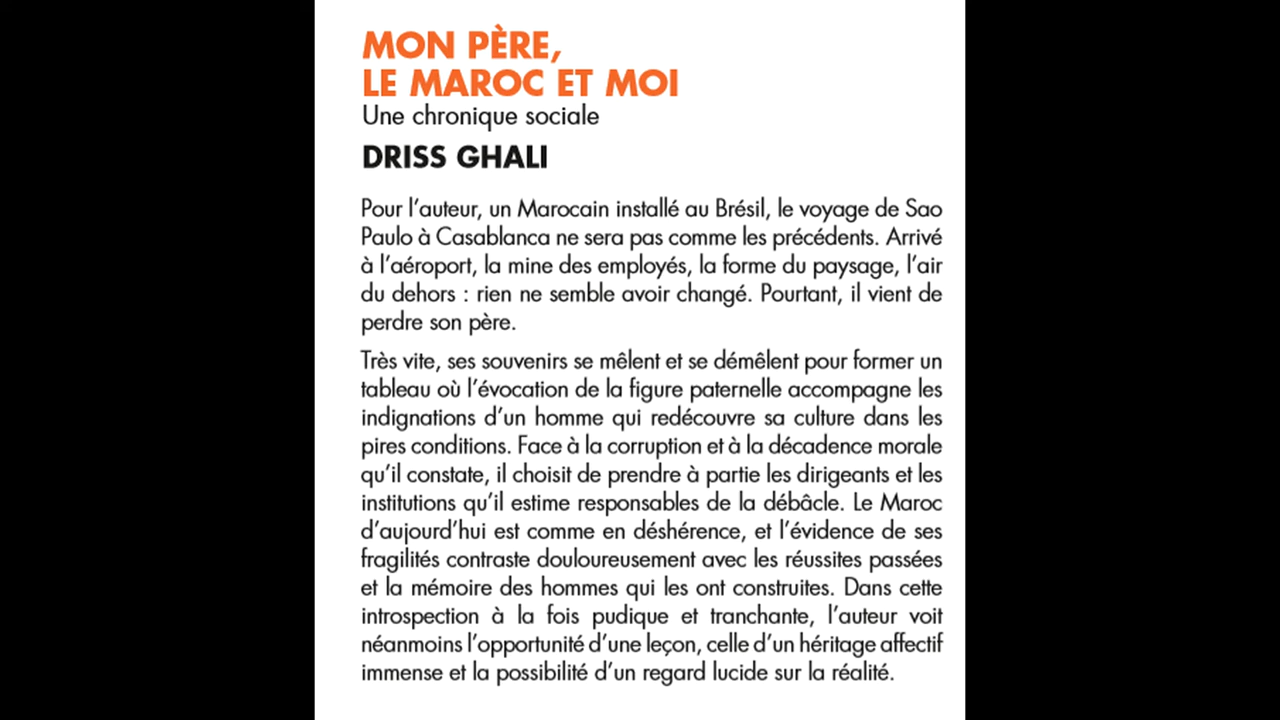 MON PÈRE,
LE MAROC ET MOI
Une chronique sociale
DRISS GHALI
Pour l’auteur, un Marocain installé au Brésil, le voyage de Sao
Paulo à Casablanca ne sera pas comme les précédents. Arrivé
à l’aéroport, la mine des employés, la forme du paysage, l’air
du dehors : rien ne semble avoir changé. Pourtant, il vient de
perdre son père.
Très vite, ses souvenirs se mêlent et se démêlent pour former un
tableau où l’évocation de la figure paternelle accompagne les
indignations d’un homme qui redécouvre sa culture dans les
pires conditions. Face à la corruption et à la décadence morale
qu’il constate, il choisit de prendre à partie les dirigeants et les
institutions qu’il estime responsables de la débâcle. Le Maroc
d’aujourd’hui est comme en déshérence, et l’évidence de ses
fragilités contraste douloureusement avec les réussites passées
et la mémoire des hommes qui les ont construites. Dans cette
introspection à la fois pudique et tranchante, l’auteur voit
néanmoins l’opportunité d’une leçon, celle d’un héritage affectif
immense et la possibilité d’un regard lucide sur la réalité.